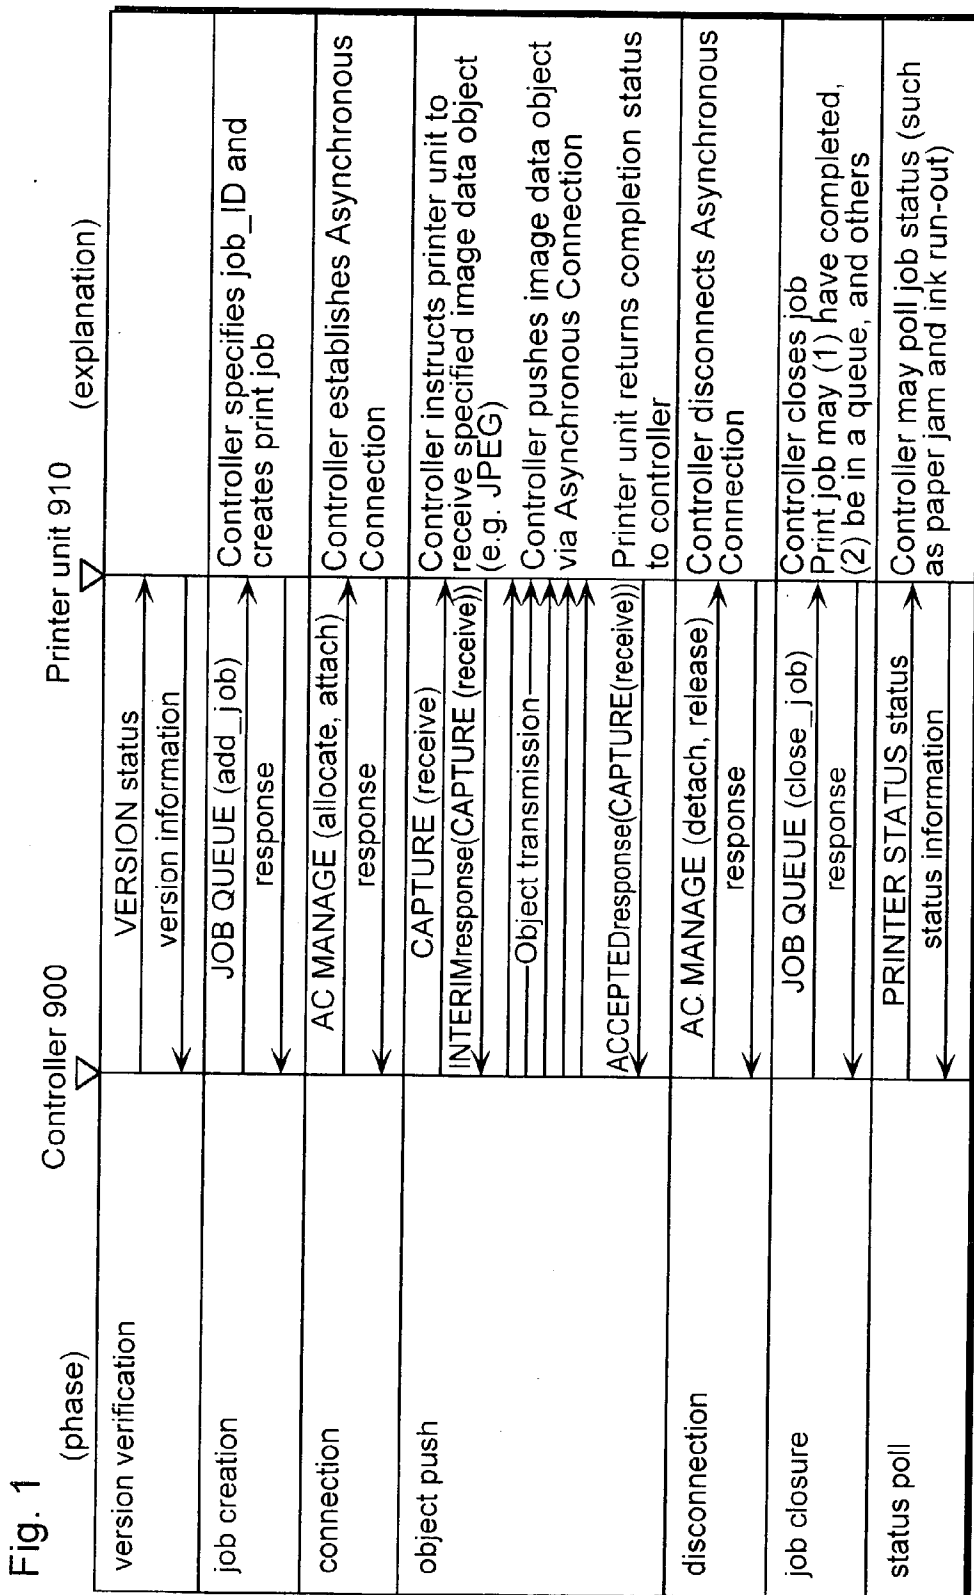 Fig. 1
(phase)
Controller 900
Printer unit 910
(explanation)
version verification
VERSION status
version information
job creation
JOB QUEUE (add_job)
response
Controller specifies job_ID and
creates print job
connection
AC MANAGE (allocate, attach)
response
Controller establishes Asynchronous
Connection
object push
CAPTURE (receive)
INTERIMresponse(CAPTURE (receive))
Object transmission
ACCEPTEDresponse(CAPTURE(receive))
Controller instructs printer unit to
receive specified image data object
(e.g. JPEG)
Controller pushes image data object
via Asynchronous Connection
Printer unit returns completion status
to controller
disconnection
AC MANAGE (detach, release)
response
Controller disconnects Asynchronous
Connection
job closure
JOB QUEUE (close_job)
response
Controller closes job
Print job may (1) have completed,
(2) be in a queue, and others
status poll
PRINTER STATUS status
status information
Controller may poll job status (such
as paper jam and ink run-out)